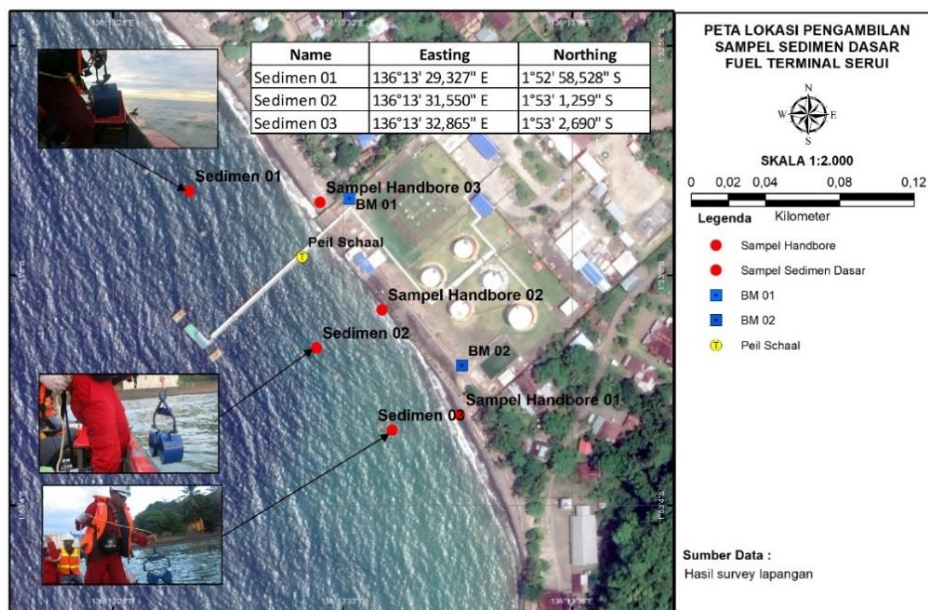 PETA LOKASI PENGAMBILAN
SAMPEL SEDIMEN DASAR
FUEL TERMINAL SERUI
N
W E
S
SKALA 1:2.000
0 0,02 0,04 0,08 0,12
Kilometer
Legenda
Sampel Handbore
Sampel Sedimen Dasar
BM 01
BM 02
T Peil Schaal
Sumber Data :
Hasil survey lapangan
Name Easting Northing
Sedimen 01 136°13' 29,327" E 1°52' 58,528" S
Sedimen 02 136°13' 31,550" E 1°53' 1,259" S
Sedimen 03 136°13' 32,865" E 1°53' 2,690" S
Sedimen 01
Sampel Handbore 03
BM 01
Peil Schaal
T
Sampel Handbore 02
Sedimen 02
BM 02
Sampel Handbore 01
Sedimen 03